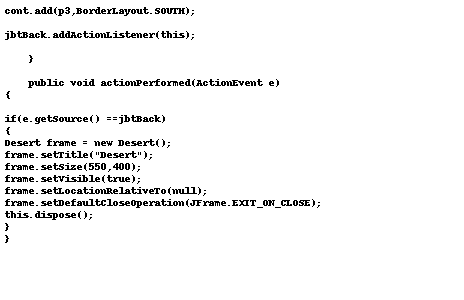 cont.add(p3,BorderLayout.SOUTH);
jbtBack.addActionListener(this);
}
public void actionPerformed(ActionEvent e)
{
if(e.getSource() ==jbtBack)
{
Desert frame = new Desert();
frame.setTitle("Desert");
frame.setSize(550,400);
frame.setVisible(true);
frame.setLocationRelativeTo(null);
frame.setDefaultCloseOperation(JFrame.EXIT_ON_CLOSE);
this.dispose();
}
}